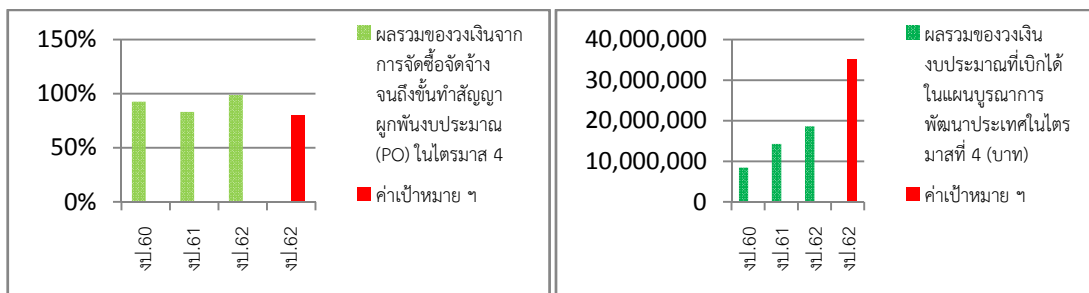 150%
100%
50%
0%
งป.60
งป.61
งป.62
งป.62
ผลรวมของวงเงินจาก
การจัดซื้อจัดจ้าง
จนถึงขั้นทำสัญญา
ผูกพันงบประมาณ
(PO) ในไตรมาส 4
ค่าเป้าหมาย ฯ
40,000,000
30,000,000
20,000,000
10,000,000
0
งป.60
งป.61
งป.62
งป.62
ผลรวมของวงเงิน
งบประมาณที่เบิกได้
ในแผนบูรณาการ
พัฒนาประเทศในไตร
มาสที่ 4 (บาท)
ค่าเป้าหมาย ฯ